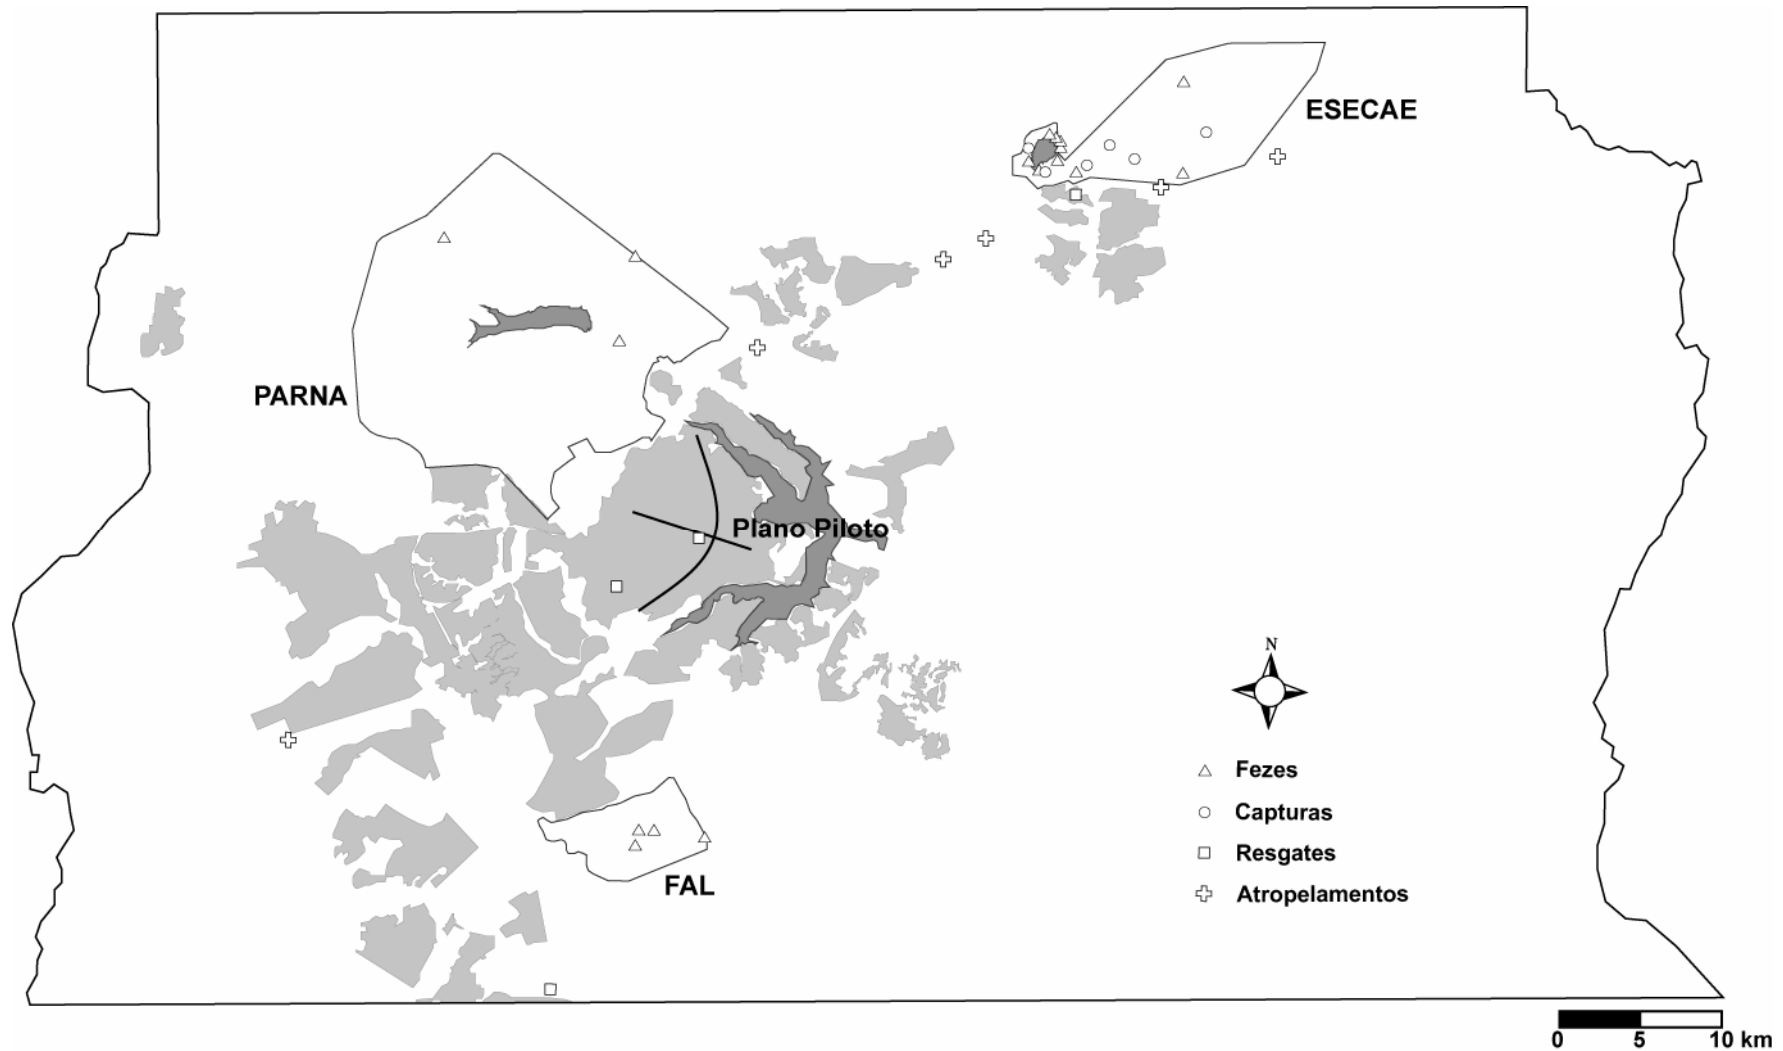 ESECAE
PARNA
Plano Piloto
N
Fezes
Capturas
Resgates
FAL
Atropelamentos
0 5 10 km